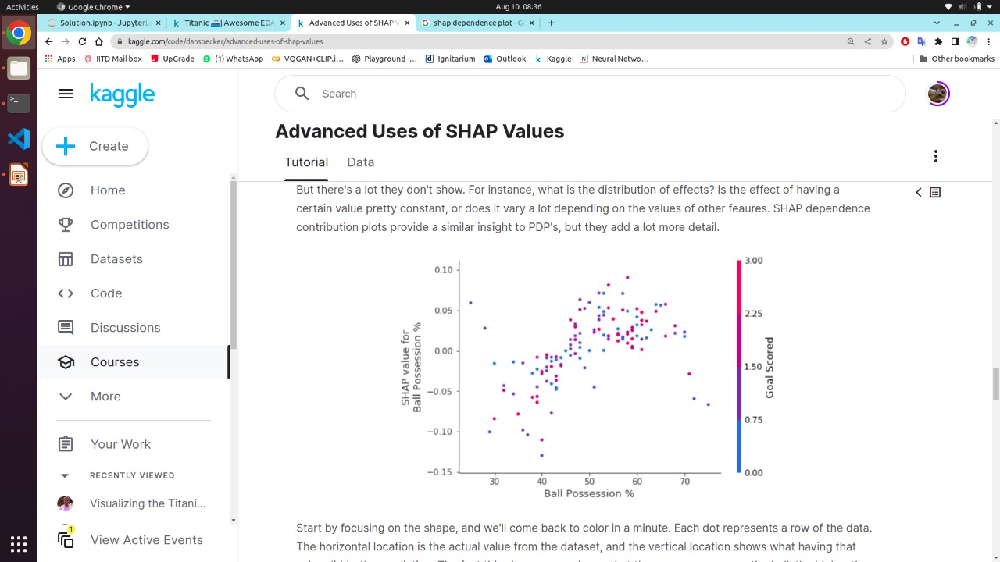 Activities
Google Chrome
Aug 10 08:36
Solution.ipynb - JupyterL
Titanic 🚢| Awesome EDA
Advanced Uses of SHAP V
shap dependence plot - G
kaggle.com/code/dansbecker/advanced-uses-of-shap-values
Apps
IITD Mail box
UpGrade
(1) WhatsApp
VQGAN+CLIP.i...
Playground -...
Ignitarium
Outlook
Kaggle
Neural Netwo...
Other bookmarks
kaggle
Search
Create
Home
Competitions
Datasets
Code
Discussions
Courses
More
Your Work
RECENTLY VIEWED
Visualizing the Titani...
1
View Active Events
Advanced Uses of SHAP Values
Tutorial
Data
But there's a lot they don't show. For instance, what is the distribution of effects? Is the effect of having a
certain value pretty constant, or does it vary a lot depending on the values of other feaures. SHAP dependence
contribution plots provide a similar insight to PDP's, but they add a lot more detail.
0.10
0.05
0.00
−0.05
−0.10
−0.15
SHAP value for
Ball Possession %
30 40 50 60 70
Ball Possession %
3.00
2.25
1.50
0.75
0.00
Goal Scored
Start by focusing on the shape, and we'll come back to color in a minute. Each dot represents a row of the data.
The horizontal location is the actual value from the dataset, and the vertical location shows what having that